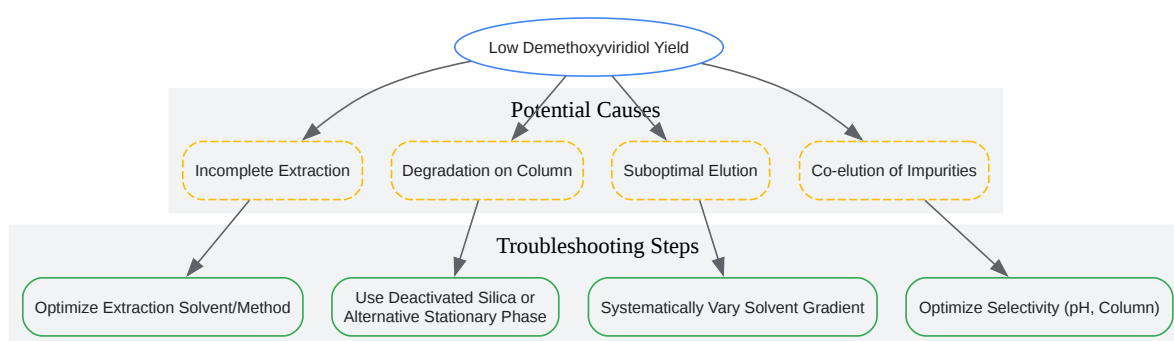 Low Demethoxyviridiol Yield
Potential Causes
Incomplete Extraction
Degradation on Column
Suboptimal Elution
Co-elution of Impurities
Troubleshooting Steps
Optimize Extraction Solvent/Method
Use Deactivated Silica or
Alternative Stationary Phase
Systematically Vary Solvent Gradient
Optimize Selectivity (pH, Column)